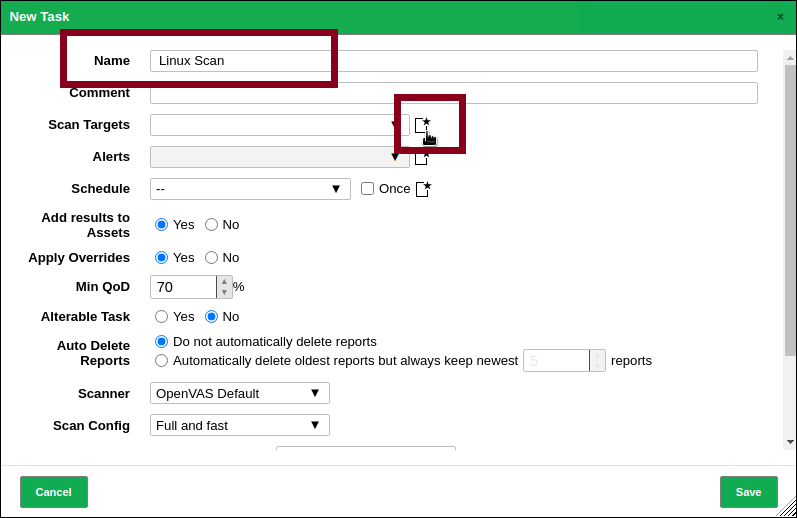 New Task ×
Name Linux Scan
Comment
Scan Targets ▼
Alerts ▼
Schedule -- ▼ Once
Add results to
Assets
Yes No
Apply Overrides Yes No
Min QoD 70 %
Alterable Task Yes No
Auto Delete
Reports
Do not automatically delete reports
Automatically delete oldest reports but always keep newest 5 reports
Scanner OpenVAS Default ▼
Scan Config Full and fast ▼
Cancel Save